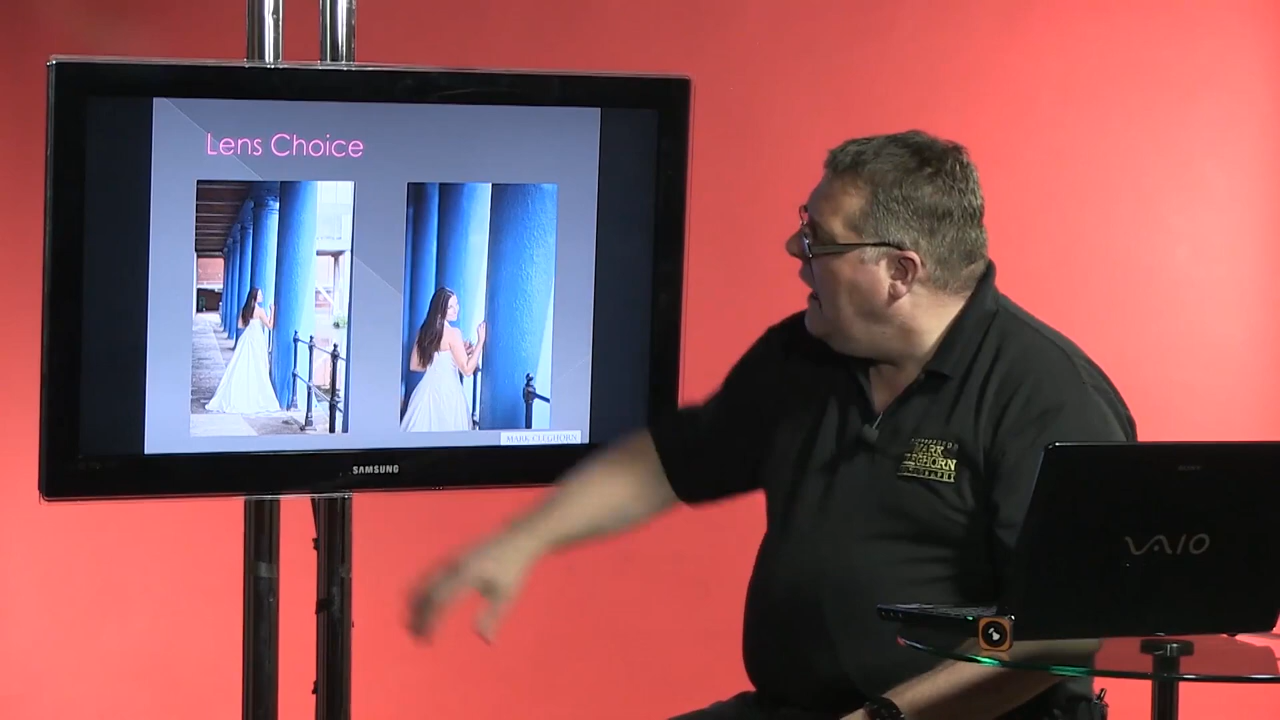 Lens Choice
MARK CLEGHORN
SAMSUNG
MARK
CLEGHORN
VAIO